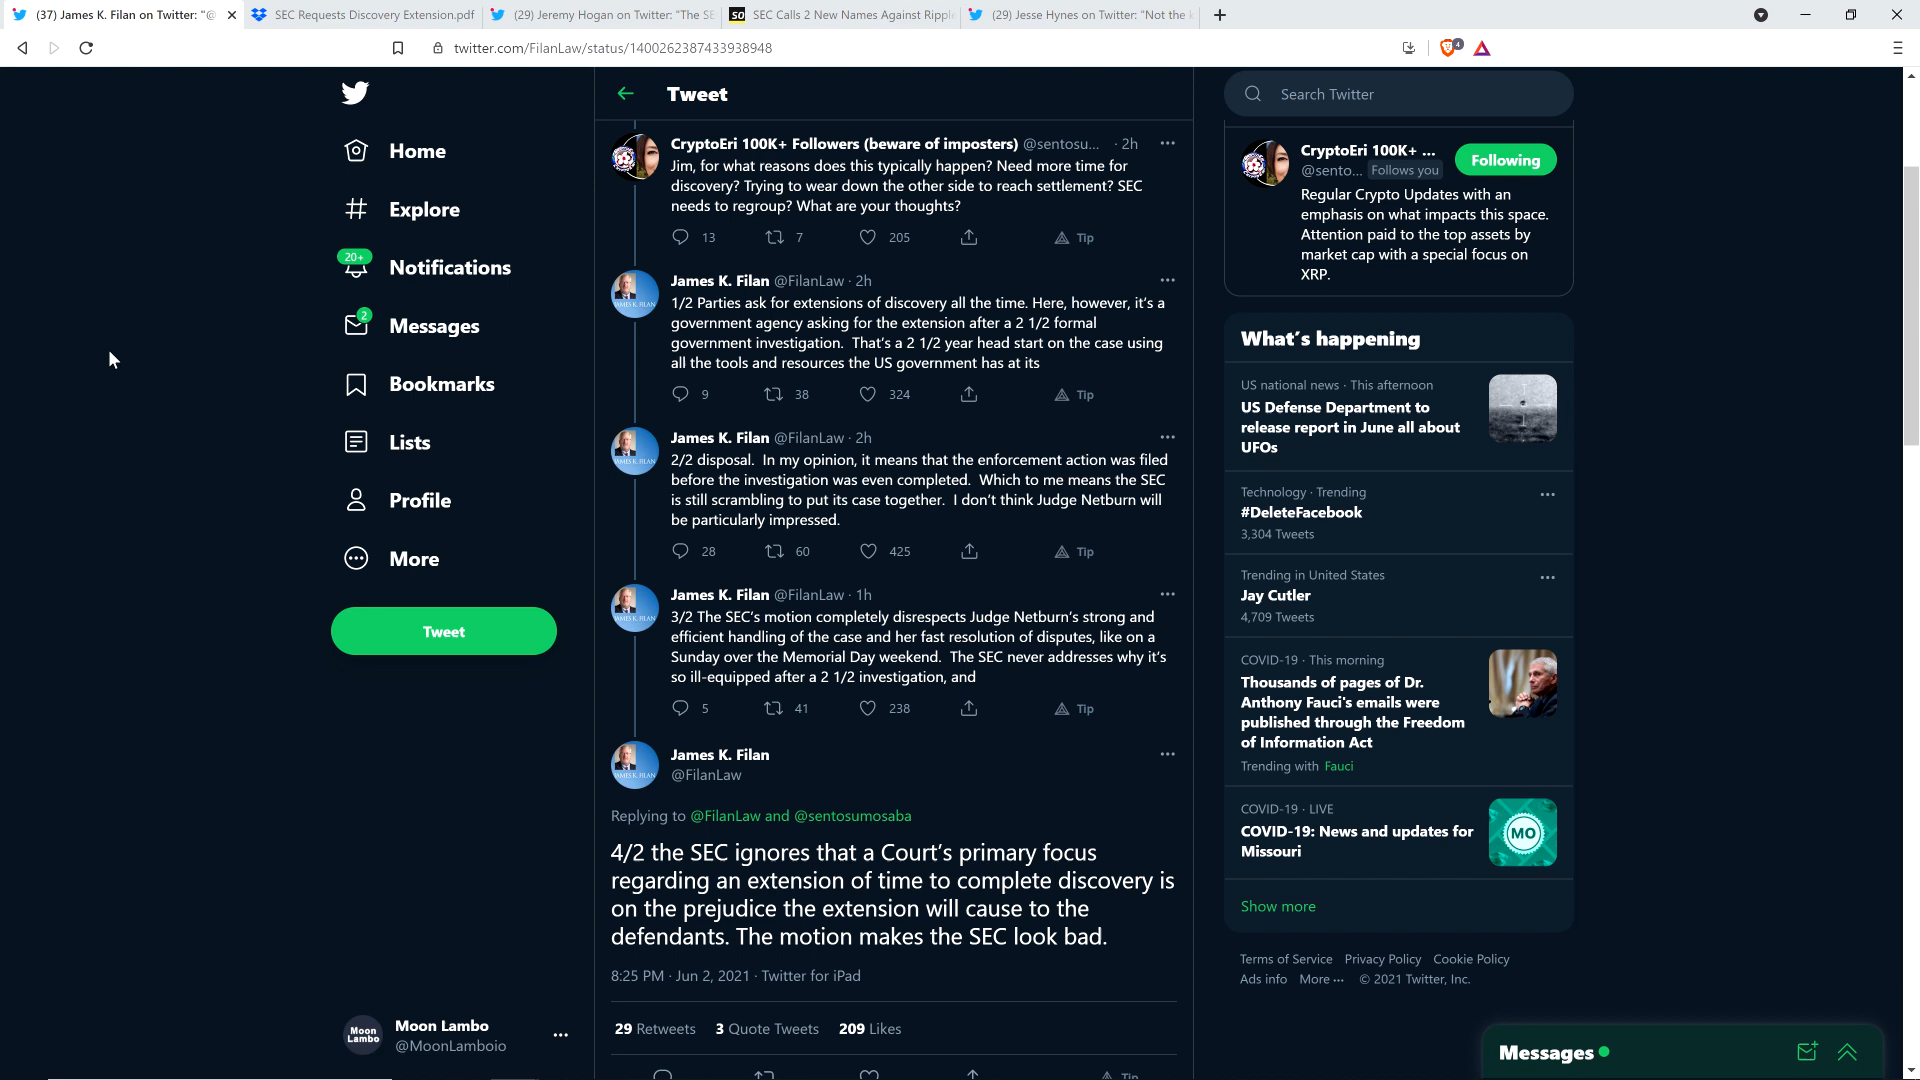 (37) James K. Filan on Twitter: "@
SEC Requests Discovery Extension.pdf
(29) Jeremy Hogan on Twitter: "The SE
SO SEC Calls 2 New Names Against Rippl
(29) Jesse Hynes on Twitter: "Not the k
twitter.com/FilanLaw/status/1400262387433938948
4
Home
Explore
20+
Notifications
2
Messages
Bookmarks
Lists
Profile
More
Tweet
Moon Lambo
Moon Lambo
@MoonLamboio
Tweet
CryptoEri 100K+ Followers (beware of imposters) @sentosu... · 2h
Jim, for what reasons does this typically happen? Need more time for
discovery? Trying to wear down the other side to reach settlement? SEC
needs to regroup? What are your thoughts?
13 7 205 Tip
James K. Filan @FilanLaw · 2h
1/2 Parties ask for extensions of discovery all the time. Here, however, it's a
government agency asking for the extension after a 2 1/2 formal
government investigation.  That's a 2 1/2 year head start on the case using
all the tools and resources the US government has at its
9 38 324 Tip
James K. Filan @FilanLaw · 2h
2/2 disposal.  In my opinion, it means that the enforcement action was filed
before the investigation was even completed.  Which to me means the SEC
is still scrambling to put its case together.  I don't think Judge Netburn will
be particularly impressed.
28 60 425 Tip
James K. Filan @FilanLaw · 1h
3/2 The SEC's motion completely disrespects Judge Netburn's strong and
efficient handling of the case and her fast resolution of disputes, like on a
Sunday over the Memorial Day weekend.  The SEC never addresses why it's
so ill-equipped after a 2 1/2 investigation, and
5 41 238 Tip
James K. Filan
@FilanLaw
Replying to @FilanLaw and @sentosumosaba
4/2 the SEC ignores that a Court's primary focus
regarding an extension of time to complete discovery is
on the prejudice the extension will cause to the
defendants. The motion makes the SEC look bad.
8:25 PM · Jun 2, 2021 · Twitter for iPad
29 Retweets 3 Quote Tweets 209 Likes
Tip
Search Twitter
CryptoEri 100K+ ...
@sento... Follows you
Following
Regular Crypto Updates with an
emphasis on what impacts this space.
Attention paid to the top assets by
market cap with a special focus on
XRP.
What's happening
US national news · This afternoon
US Defense Department to
release report in June all about
UFOs
Technology · Trending
#DeleteFacebook
3,304 Tweets
Trending in United States
Jay Cutler
4,709 Tweets
COVID-19 · This morning
Thousands of pages of Dr.
Anthony Fauci's emails were
published through the Freedom
of Information Act
Trending with Fauci
COVID-19 · LIVE
COVID-19: News and updates for
Missouri
MO
Show more
Terms of Service Privacy Policy Cookie Policy
Ads info More ··· © 2021 Twitter, Inc.
Messages